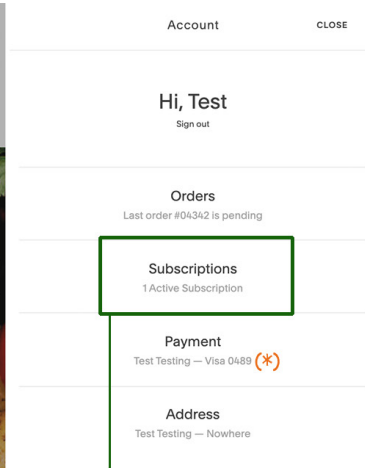 Account
CLOSE
Hi, Test
Sign out
Orders
Last order #04342 is pending
Subscriptions
1 Active Subscription
Payment
Test Testing — Visa 0489 (*)
Address
Test Testing — Nowhere